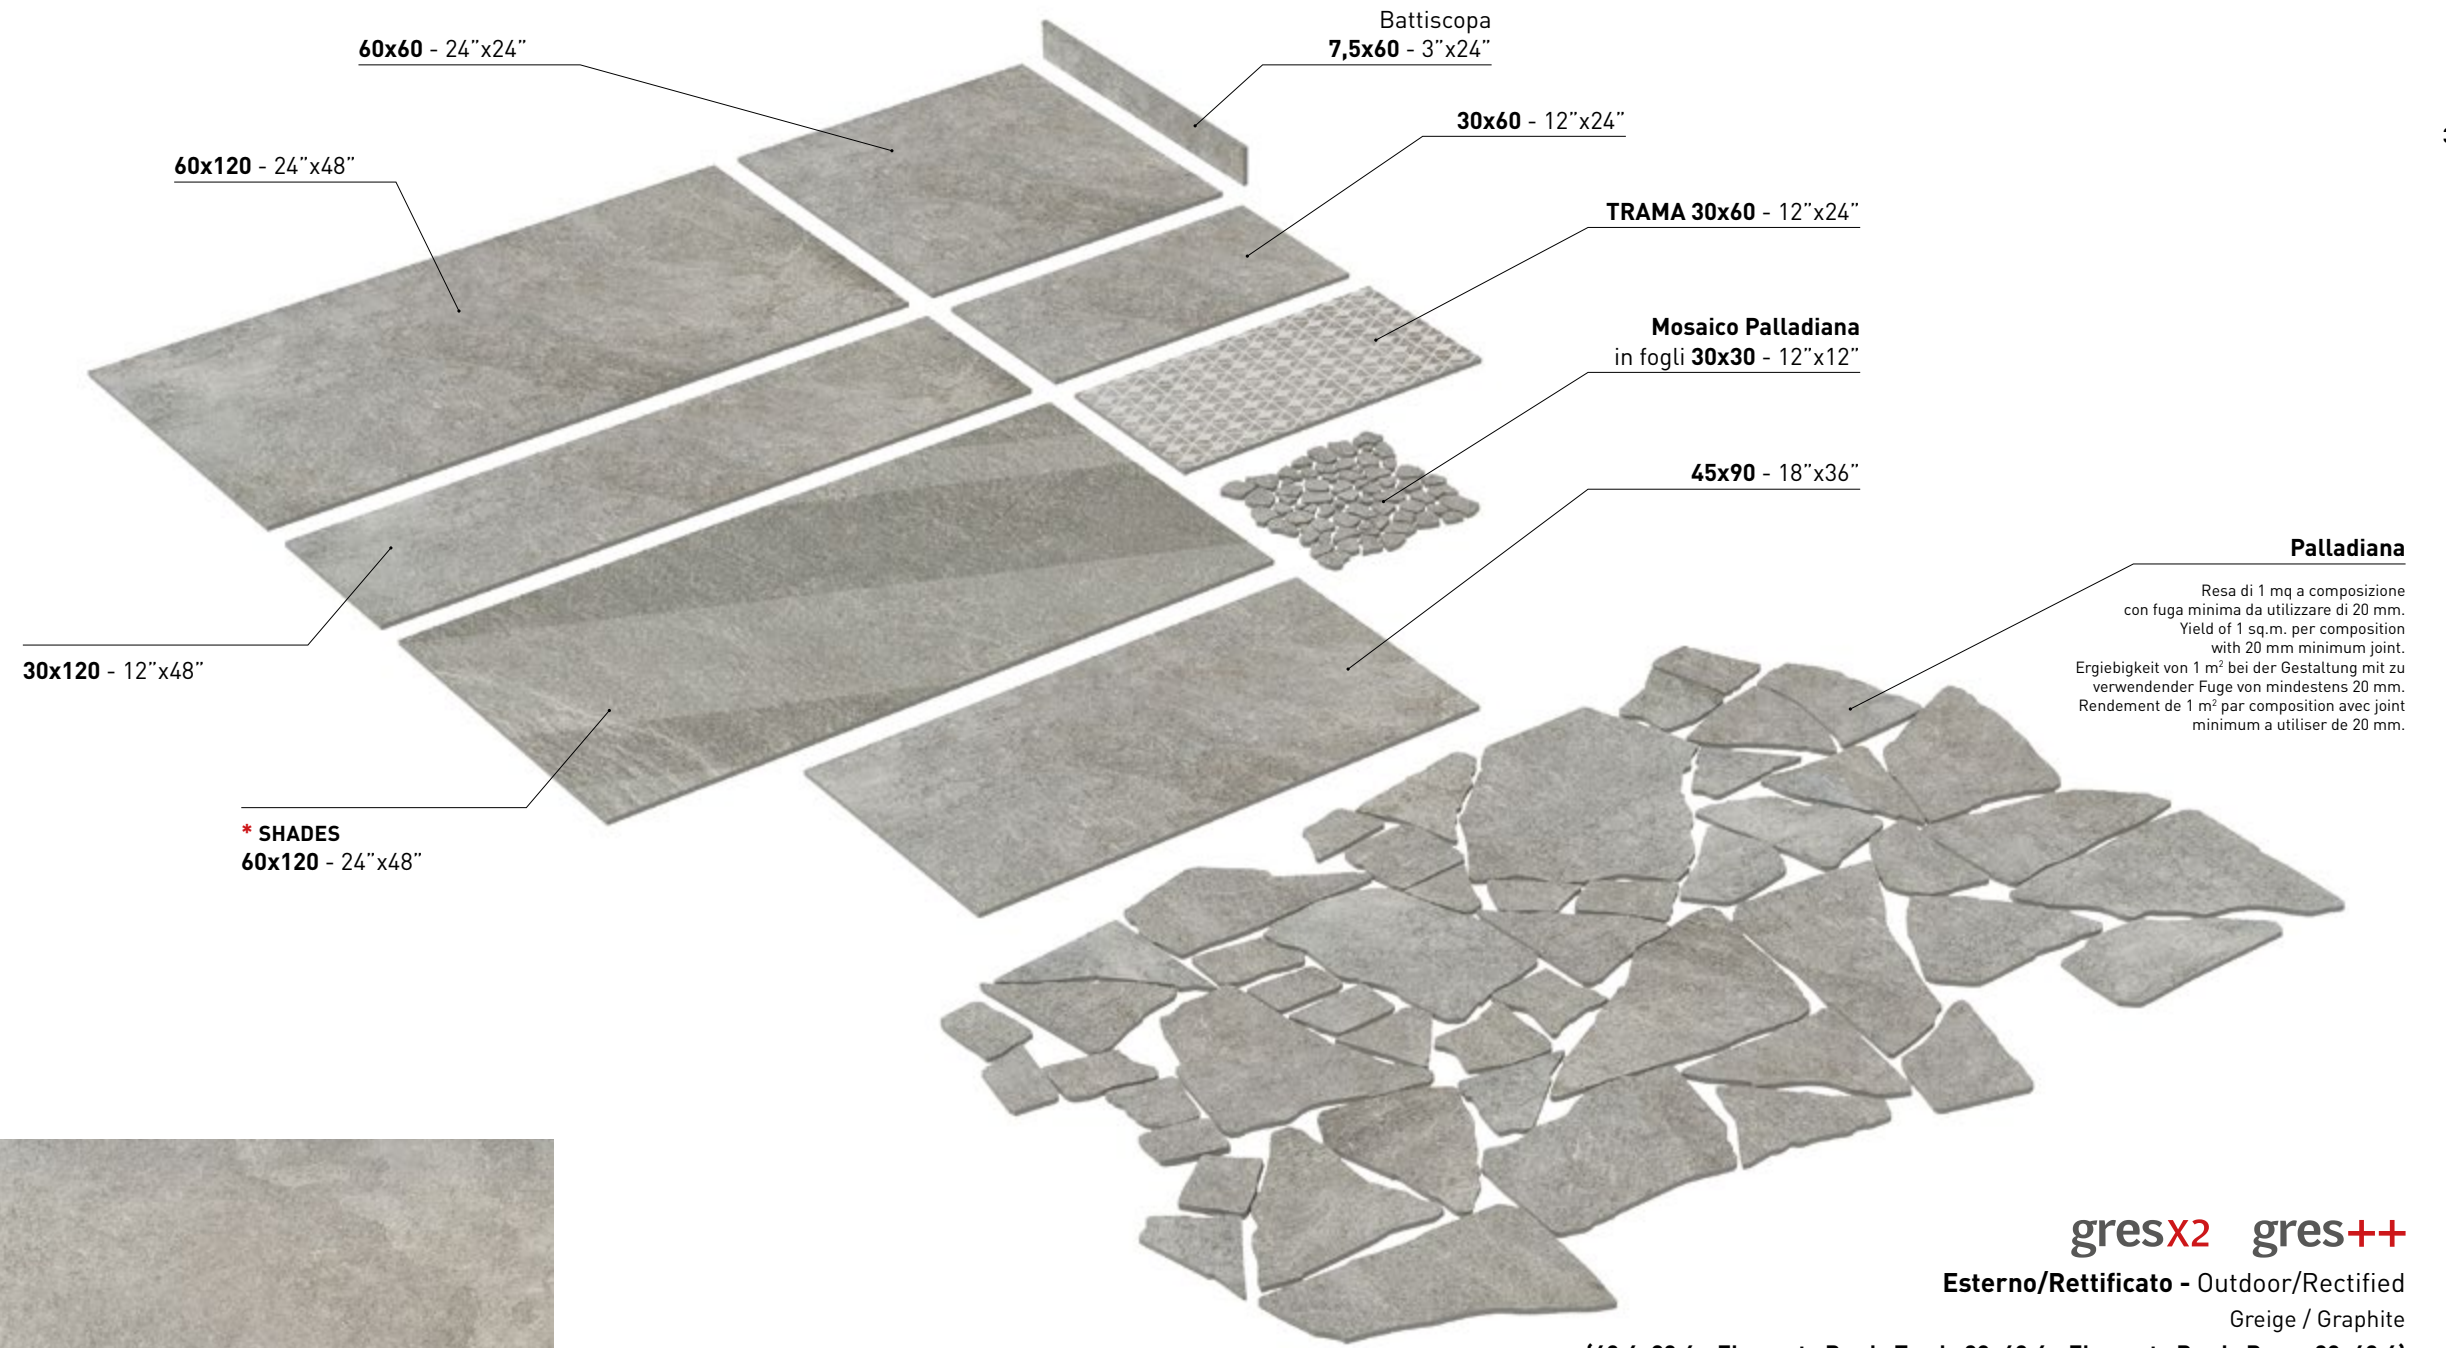 Battiscopa
7,5x60 - 3”x24”
60x60 - 24”x24”
30x60 - 12”x24”
60x120 - 24”x48”
TRAMA 30x60 - 12”x24”
Mosaico Palladiana
in fogli 30x30 - 12”x12”
45x90 - 18”x36”
Palladiana
Resa di 1 mq a composizione
con fuga minima da utilizzare di 20 mm.
Yield of 1 sq.m. per composition
with 20 mm minimum joint.
Ergiebigkeit von 1 m² bei der Gestaltung mit zu
verwendender Fuge von mindestens 20 mm.
Rendement de 1 m² par composition avec joint
minimum a utiliser de 20 mm.
30x120 - 12”x48”
* SHADES
60x120 - 24”x48”
gresx2 gres++
Esterno/Rettificato - Outdoor/Rectified
Greige / Graphite